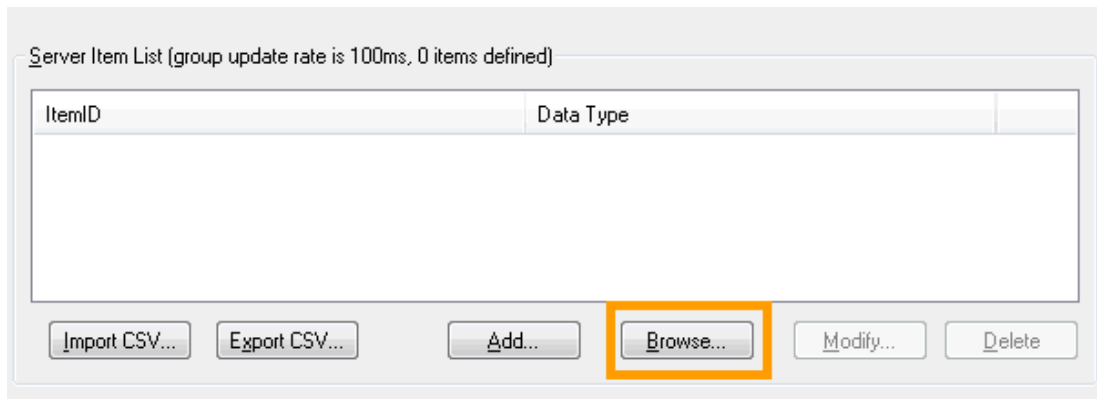 Server Item List (group update rate is 100ms, 0 items defined)
ItemID Data Type
Import CSV... Export CSV... Add... Browse... Modify... Delete